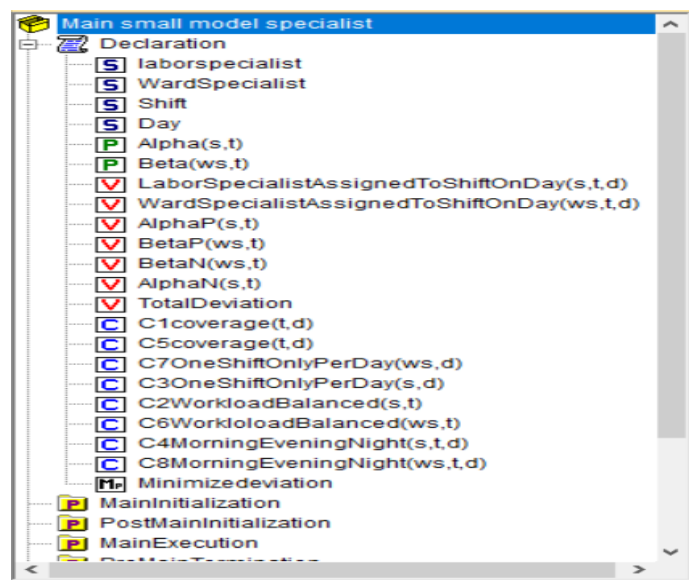 Main small model specialist
Declaration
S laborspecialist
S WardSpecialist
S Shift
S Day
P Alpha(s,t)
P Beta(ws,t)
V LaborSpecialistAssignedToShiftOnDay(s,t,d)
V WardSpecialistAssignedToShiftOnDay(ws,t,d)
V AlphaP(s,t)
V BetaP(ws,t)
V BetaN(ws,t)
V AlphaN(s,t)
V TotalDeviation
C C1coverage(t,d)
C C5coverage(t,d)
C C7OneShiftOnlyPerDay(ws,d)
C C3OneShiftOnlyPerDay(s,d)
C C2WorkloadBalanced(s,t)
C C6WorkloloadBalanced(ws,t)
C C4MorningEveningNight(s,t,d)
C C8MorningEveningNight(ws,t,d)
MP Minimizedeviation
P MainInitialization
P PostMainInitialization
P MainExecution